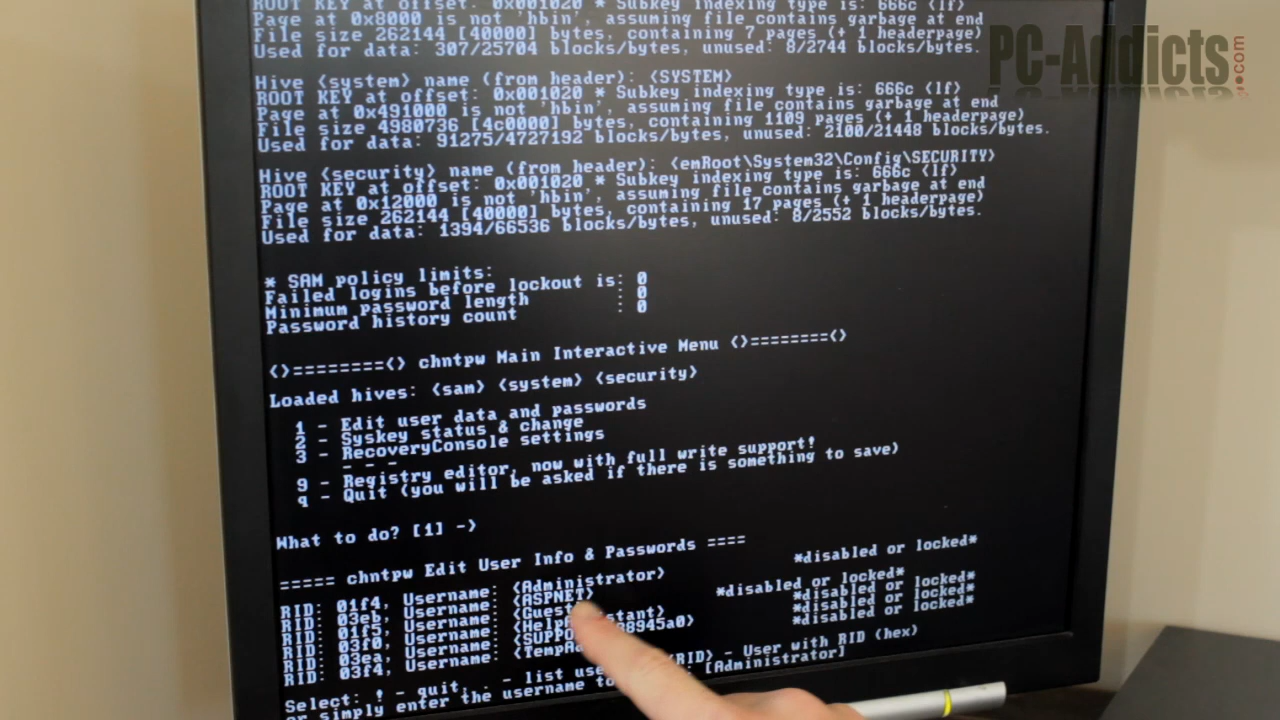 ROOT KEY at offset: 0x001020 * Subkey indexing type is: 666c <lf>
Page at 0x8000 is not 'hbin', assuming file contains garbage at end
File size 262144 [40000] bytes, containing 7 pages (+ 1 headerpage)
Used for data: 307/25704 blocks/bytes, unused: 8/2744 blocks/bytes.
PC-Addicts.com
Hive <system> name (from header): <SYSTEM>
ROOT KEY at offset: 0x001020 * Subkey indexing type is: 666c <lf>
Page at 0x491000 is not 'hbin', assuming file contains garbage at end
File size 4980736 [4c0000] bytes, containing 1109 pages (+ 1 headerpage)
Used for data: 91275/4727192 blocks/bytes, unused: 2100/21448 blocks/bytes.
Hive <security> name (from header): <emRoot\System32\Config\SECURITY>
ROOT KEY at offset: 0x001020 * Subkey indexing type is: 666c <lf>
Page at 0x12000 is not 'hbin', assuming file contains garbage at end
File size 262144 [40000] bytes, containing 17 pages (+ 1 headerpage)
Used for data: 1394/66536 blocks/bytes, unused: 8/2552 blocks/bytes.
* SAM policy limits:
Failed logins before lockout is: 0
Minimum password length : 0
Password history count : 0
<>========<> chntpw Main Interactive Menu <>========<>
Loaded hives: <sam> <system> <security>
1 - Edit user data and passwords
2 - Syskey status & change
3 - RecoveryConsole settings
- - -
9 - Registry editor, now with full write support!
q - Quit (you will be asked if there is something to save)
What to do? [1] ->
===== chntpw Edit User Info & Passwords ====
RID: 01f4, Username: <Administrator> *disabled or locked*
RID: 03eb, Username: <ASPNET>
RID: 01f5, Username: *disabled or locked*
RID: 03f0, Username: *disabled or locked*
RID: 03ea, Username: *disabled or locked*
RID: 03f4, Username: *disabled or locked*
Select: ! - quit, . - list - User with RID (hex)
or simply enter the username to [Administrator]